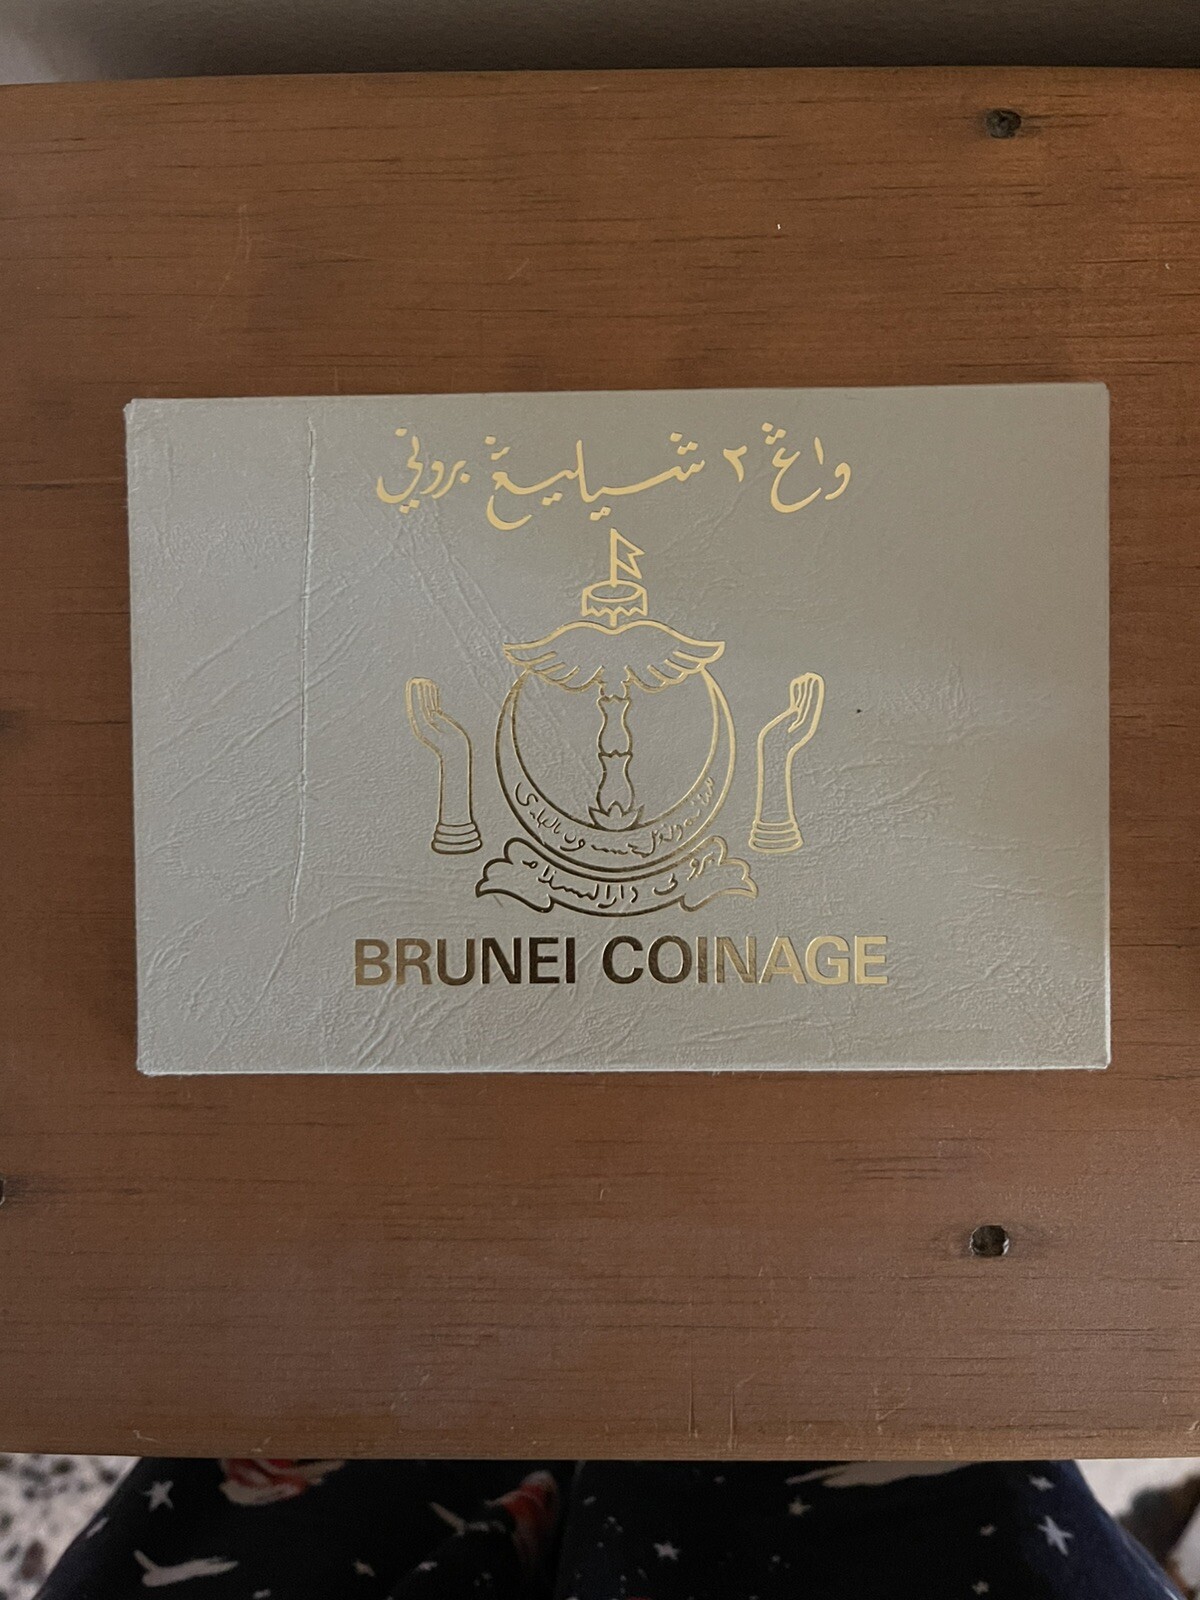 واڠ ٢ شيليڠ بروني
بروني دارالسلام
BRUNEI COINAGE